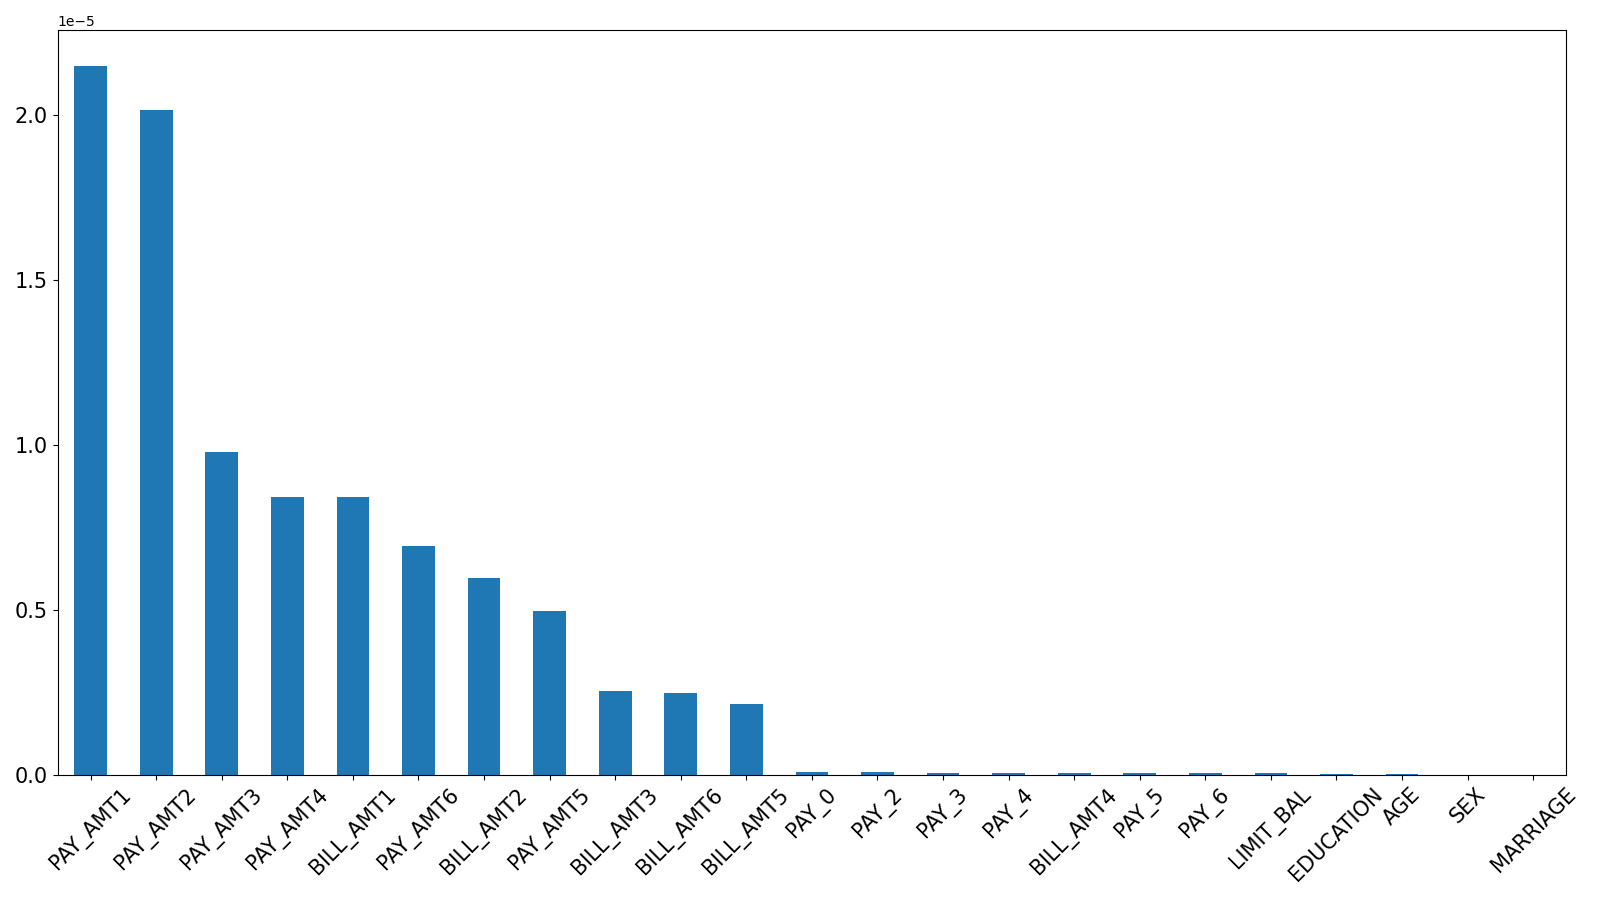 1e−5
2.0
1.5
1.0
0.5
0.0
PAY_AMT1
PAY_AMT2
PAY_AMT3
PAY_AMT4
BILL_AMT1
PAY_AMT6
BILL_AMT2
PAY_AMT5
BILL_AMT3
BILL_AMT6
BILL_AMT5
PAY_0
PAY_2
PAY_3
PAY_4
BILL_AMT4
PAY_5
PAY_6
LIMIT_BAL
EDUCATION
AGE
SEX
MARRIAGE